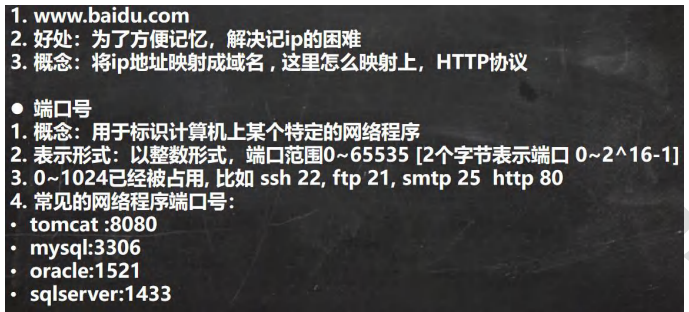 1. www.baidu.com
2. 好处：为了方便记忆，解决记ip的困难
3. 概念：将ip地址映射成域名，这里怎么映射上，HTTP协议
● 端口号
1. 概念：用于标识计算机上某个特定的网络程序
2. 表示形式：以整数形式，端口范围0~65535 [2个字节表示端口 0~2^16-1]
3. 0~1024已经被占用, 比如 ssh 22, ftp 21, smtp 25 http 80
4. 常见的网络程序端口号：
• tomcat :8080
• mysql:3306
• oracle:1521
• sqlserver:1433